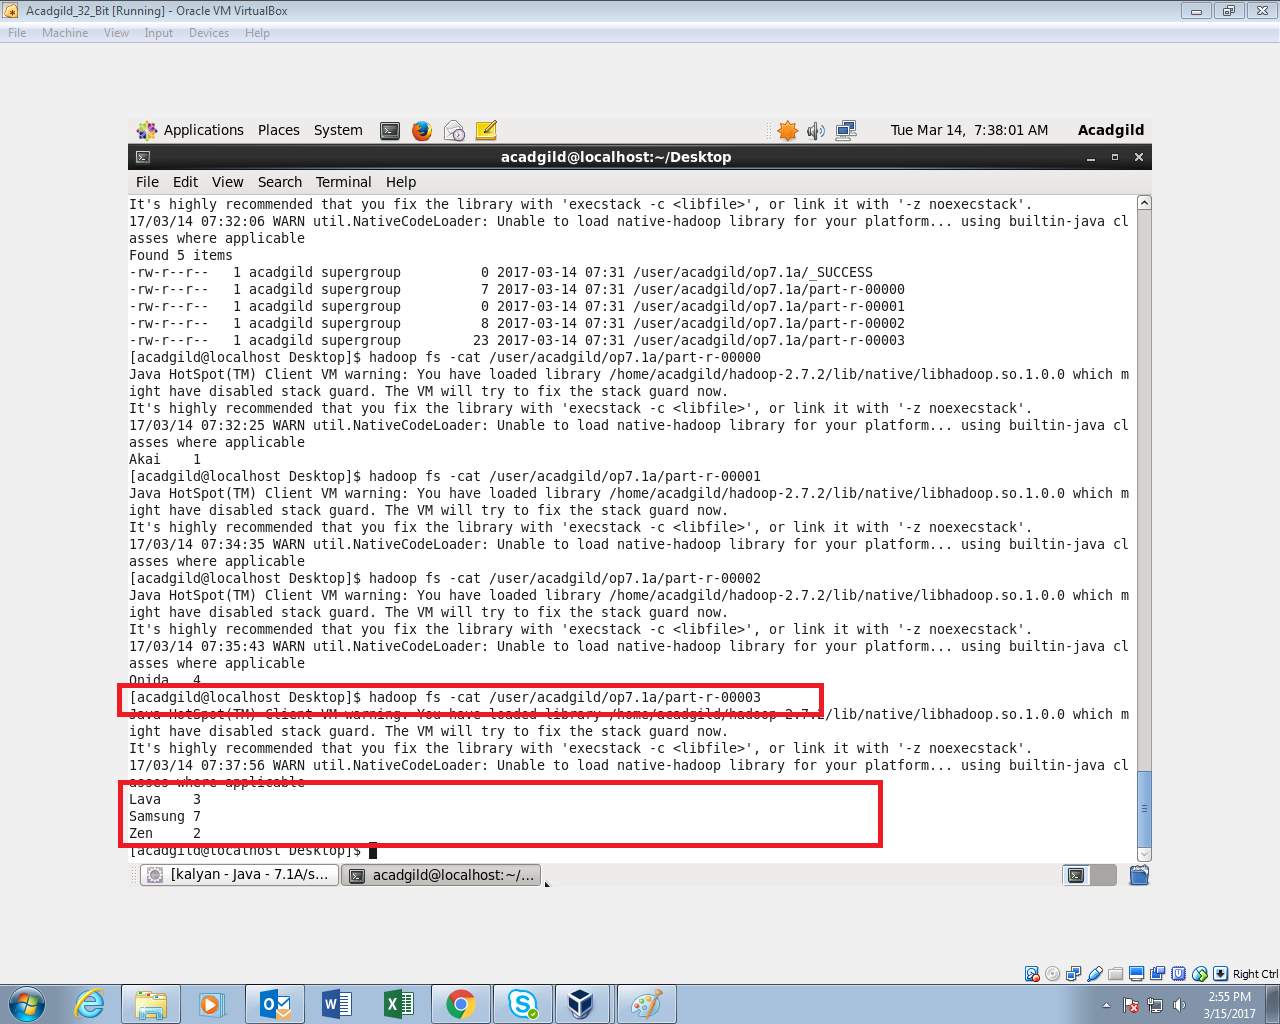 Acadgild_32_Bit [Running] - Oracle VM VirtualBox
File Machine View Input Devices Help
Applications Places System Tue Mar 14, 7:38:01 AM Acadgild
acadgild@localhost:~/Desktop
File Edit View Search Terminal Help
It's highly recommended that you fix the library with 'execstack -c <libfile>', or link it with '-z noexecstack'.
17/03/14 07:32:06 WARN util.NativeCodeLoader: Unable to load native-hadoop library for your platform... using builtin-java cl
asses where applicable
Found 5 items
-rw-r--r--   1 acadgild supergroup          0 2017-03-14 07:31 /user/acadgild/op7.1a/_SUCCESS
-rw-r--r--   1 acadgild supergroup          7 2017-03-14 07:31 /user/acadgild/op7.1a/part-r-00000
-rw-r--r--   1 acadgild supergroup          0 2017-03-14 07:31 /user/acadgild/op7.1a/part-r-00001
-rw-r--r--   1 acadgild supergroup          8 2017-03-14 07:31 /user/acadgild/op7.1a/part-r-00002
-rw-r--r--   1 acadgild supergroup         23 2017-03-14 07:31 /user/acadgild/op7.1a/part-r-00003
[acadgild@localhost Desktop]$ hadoop fs -cat /user/acadgild/op7.1a/part-r-00000
Java HotSpot(TM) Client VM warning: You have loaded library /home/acadgild/hadoop-2.7.2/lib/native/libhadoop.so.1.0.0 which m
ight have disabled stack guard. The VM will try to fix the stack guard now.
It's highly recommended that you fix the library with 'execstack -c <libfile>', or link it with '-z noexecstack'.
17/03/14 07:32:25 WARN util.NativeCodeLoader: Unable to load native-hadoop library for your platform... using builtin-java cl
asses where applicable
Akai    1
[acadgild@localhost Desktop]$ hadoop fs -cat /user/acadgild/op7.1a/part-r-00001
Java HotSpot(TM) Client VM warning: You have loaded library /home/acadgild/hadoop-2.7.2/lib/native/libhadoop.so.1.0.0 which m
ight have disabled stack guard. The VM will try to fix the stack guard now.
It's highly recommended that you fix the library with 'execstack -c <libfile>', or link it with '-z noexecstack'.
17/03/14 07:34:35 WARN util.NativeCodeLoader: Unable to load native-hadoop library for your platform... using builtin-java cl
asses where applicable
[acadgild@localhost Desktop]$ hadoop fs -cat /user/acadgild/op7.1a/part-r-00002
Java HotSpot(TM) Client VM warning: You have loaded library /home/acadgild/hadoop-2.7.2/lib/native/libhadoop.so.1.0.0 which m
ight have disabled stack guard. The VM will try to fix the stack guard now.
It's highly recommended that you fix the library with 'execstack -c <libfile>', or link it with '-z noexecstack'.
17/03/14 07:35:43 WARN util.NativeCodeLoader: Unable to load native-hadoop library for your platform... using builtin-java cl
asses where applicable
Onida   4
[acadgild@localhost Desktop]$ hadoop fs -cat /user/acadgild/op7.1a/part-r-00003
Java HotSpot(TM) Client VM warning: You have loaded library /home/acadgild/hadoop-2.7.2/lib/native/libhadoop.so.1.0.0 which m
ight have disabled stack guard. The VM will try to fix the stack guard now.
It's highly recommended that you fix the library with 'execstack -c <libfile>', or link it with '-z noexecstack'.
17/03/14 07:37:56 WARN util.NativeCodeLoader: Unable to load native-hadoop library for your platform... using builtin-java cl
asses where applicable
Lava    3
Samsung 7
Zen     2
[acadgild@localhost Desktop]$
[kalyan - Java - 7.1A/s... acadgild@localhost:~/...
Right Ctrl
2:55 PM
3/15/2017